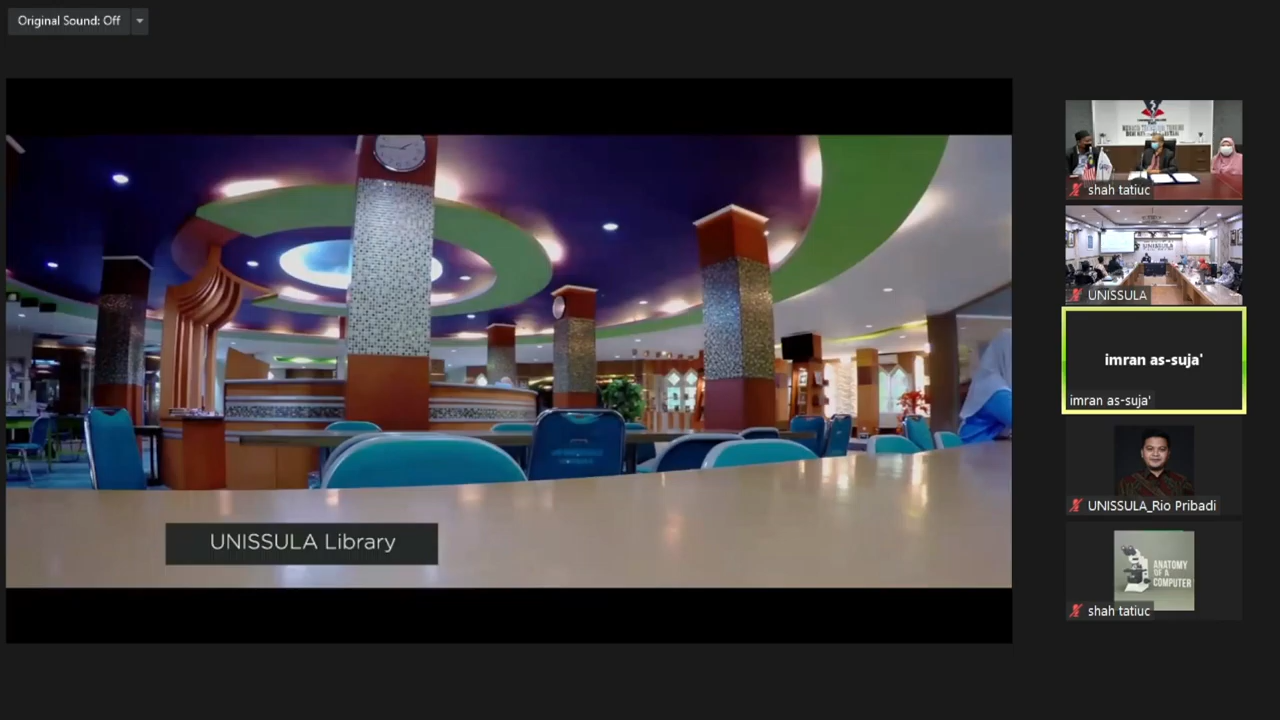 Original Sound: Off
UNISSULA Library
shah tatiuc
UNISSULA
UNISSULA
imran as-suja'
imran as-suja'
UNISSULA_Rio Pribadi
ANATOMY
OF A
COMPUTER
shah tatiuc